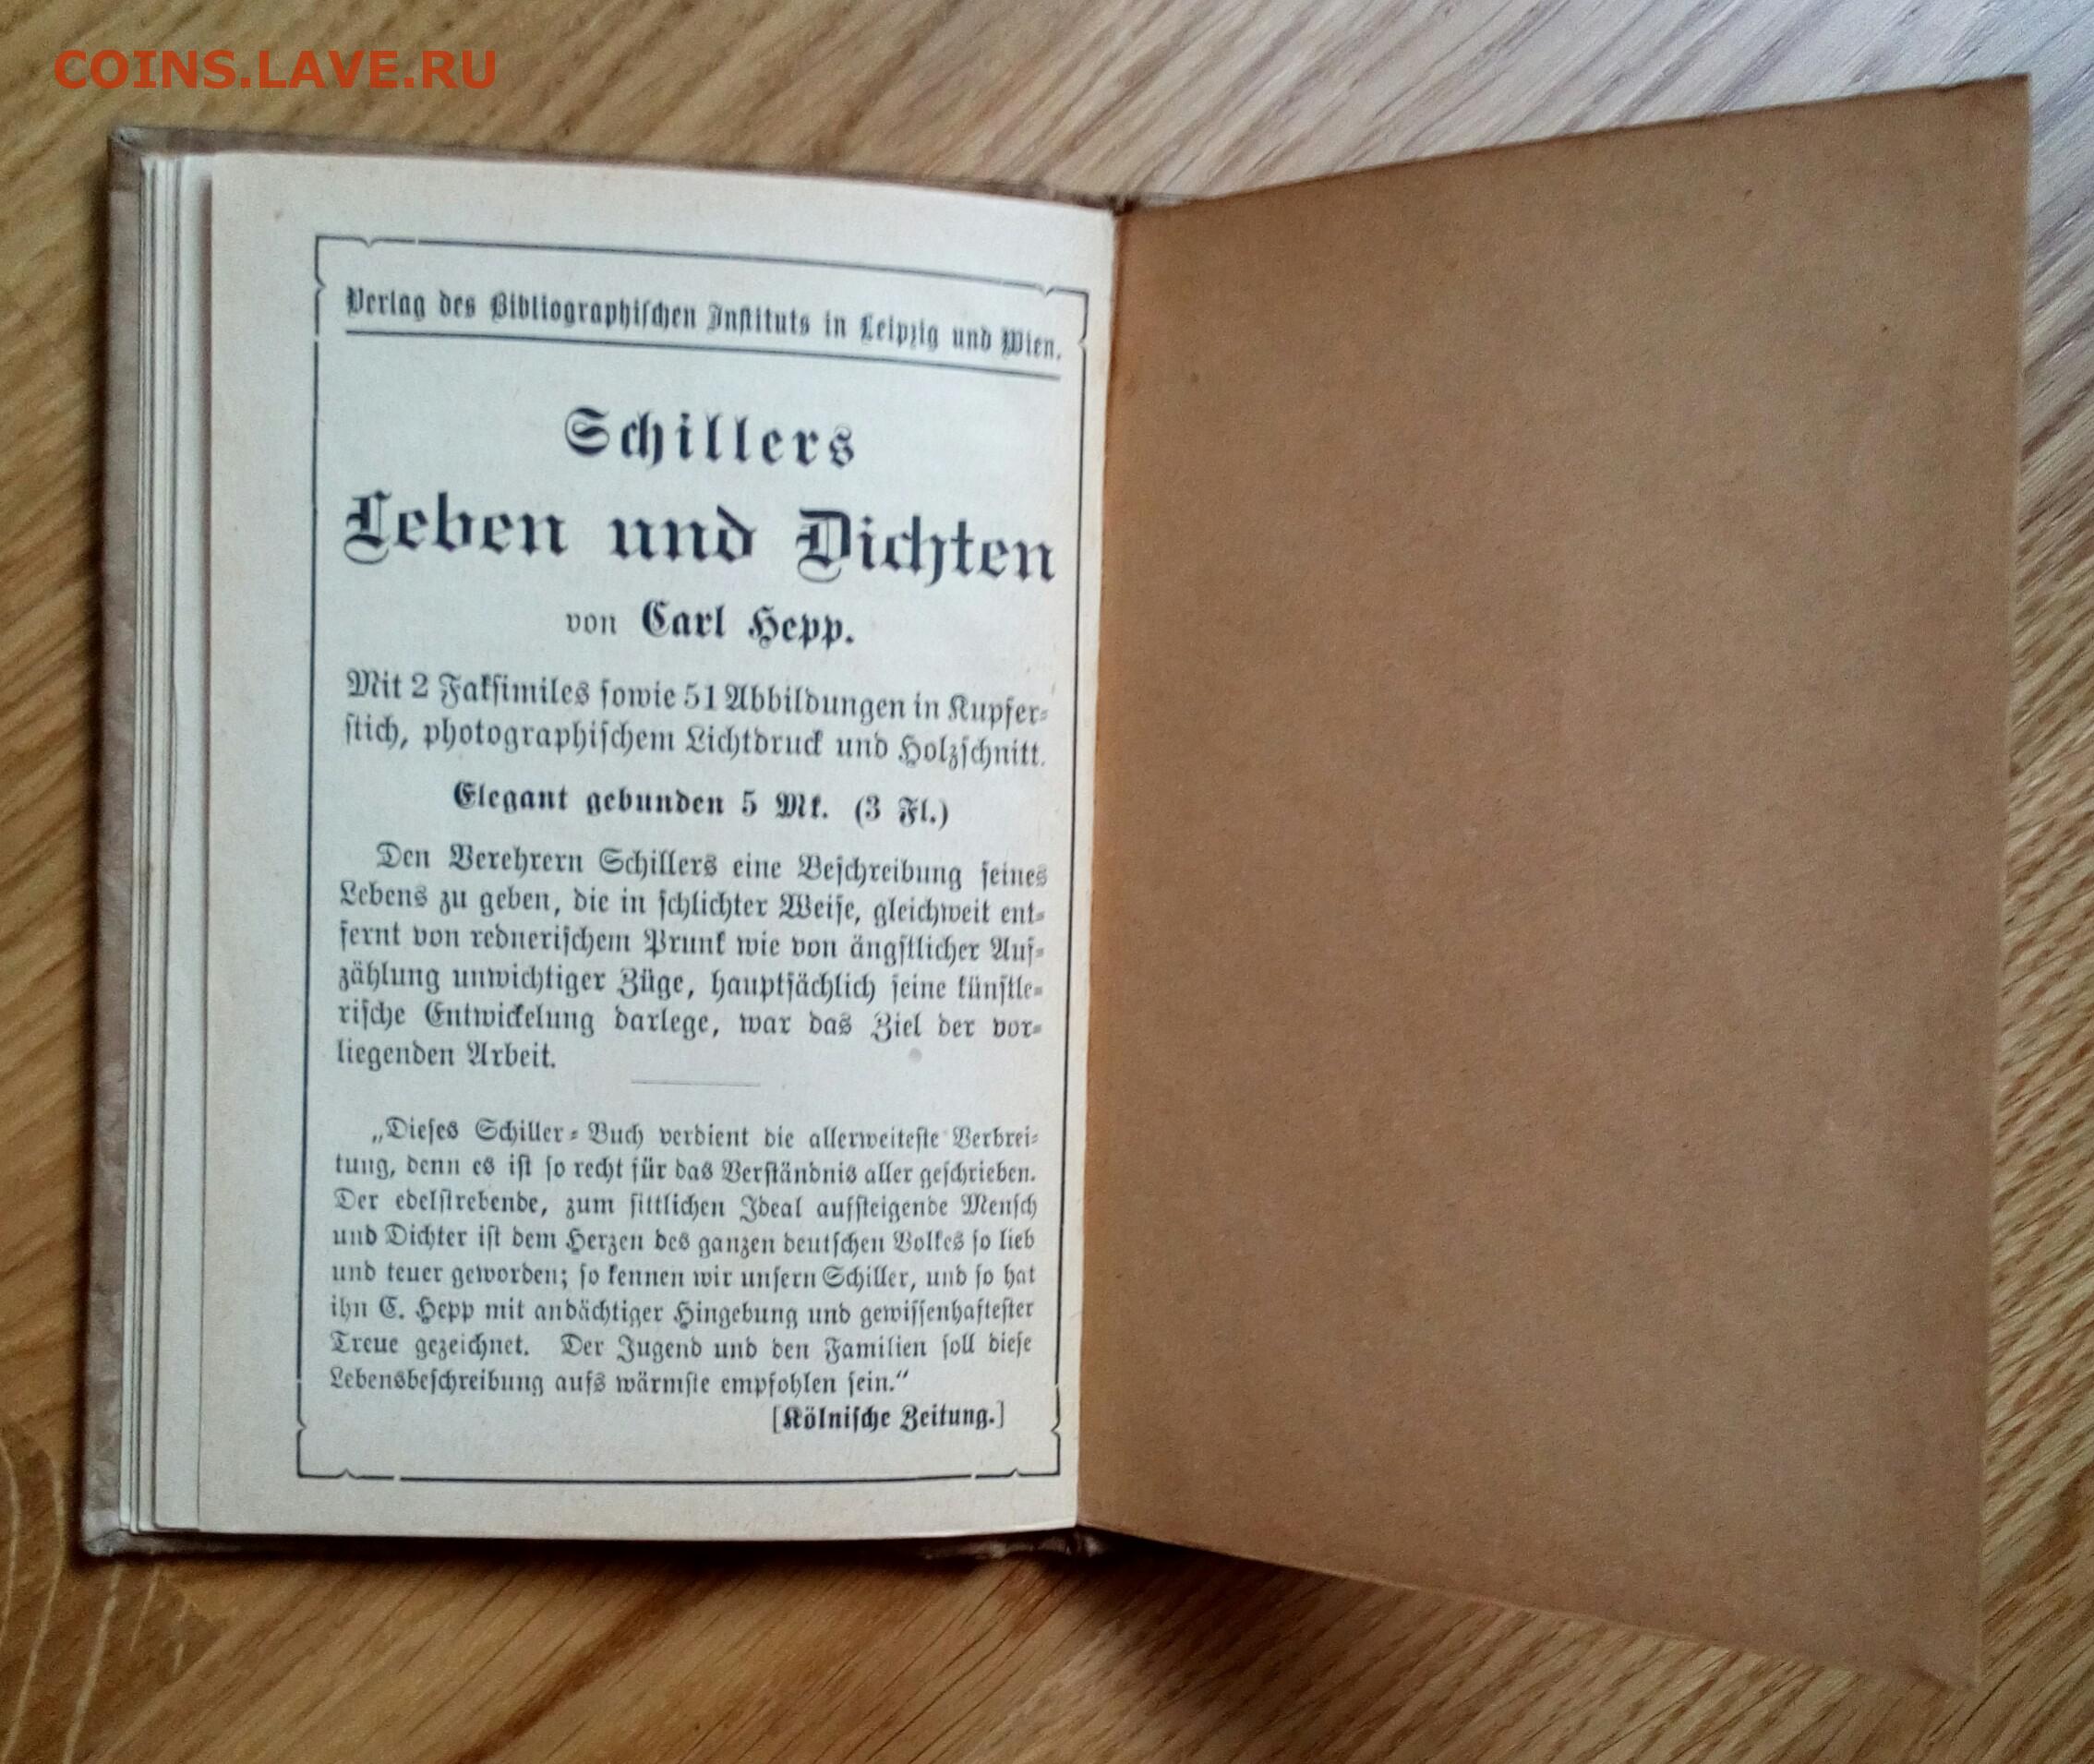 COINS.LAVE.RU
Verlag des Bibliographischen Instituts in Leipzig und Wien.
Schillers
Leben und Dichten
von Carl Hepp.
Mit 2 Faksimiles sowie 51 Abbildungen in Kupfer-
stich, photographischem Lichtdruck und Holzschnitt.
Elegant gebunden 5 Mk. (3 Fl.)
Den Verehrern Schillers eine Beschreibung seines
Lebens zu geben, die in schlichter Weise, gleichweit ent-
fernt von rednerischem Prunk wie von ängstlicher Auf-
zählung unwichtiger Züge, hauptsächlich seine künstle-
rische Entwickelung darlege, war das Ziel der vor-
liegenden Arbeit.
„Dieses Schiller-Buch verdient die allerweiteste Verbrei-
tung, denn es ist so recht für das Verständnis aller geschrieben.
Der edelstrebende, zum sittlichen Ideal aufsteigende Mensch
und Dichter ist dem Herzen des ganzen deutschen Volkes so lieb
und teuer geworden; so kennen wir unsern Schiller, und so hat
ihn C. Hepp mit andächtiger Hingebung und gewissenhaftester
Treue gezeichnet. Der Jugend und den Familien soll diese
Lebensbeschreibung aufs wärmste empfohlen sein.“
[Kölnische Zeitung.]